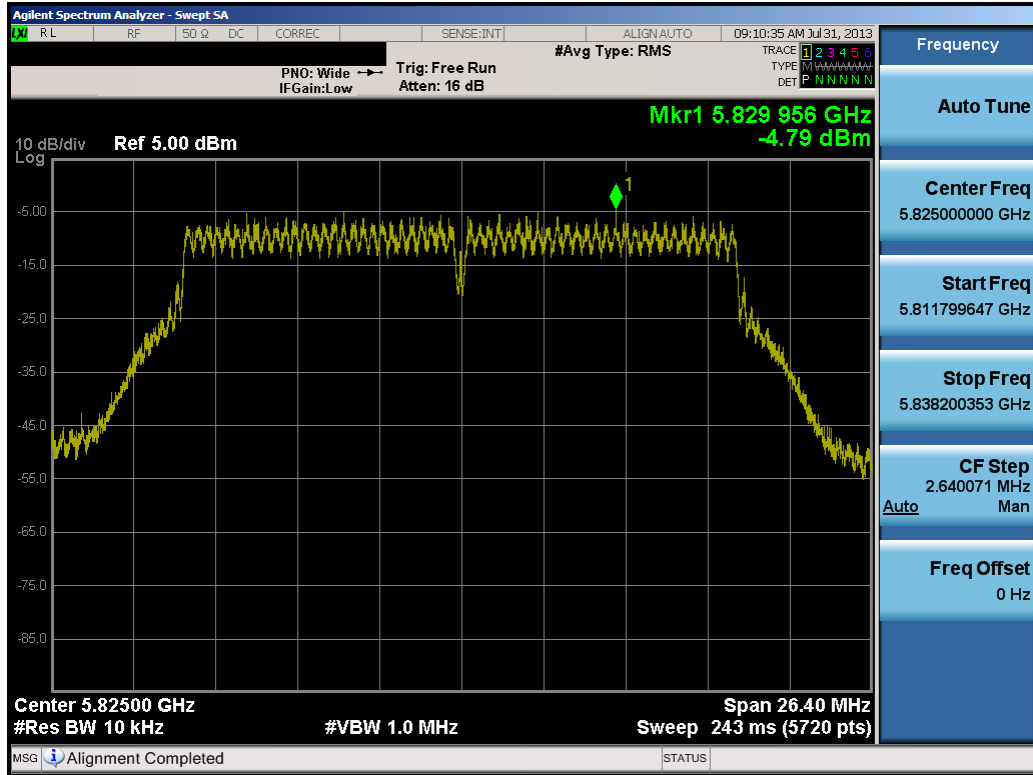 Agilent Spectrum Analyzer - Swept SA
LXI RL RF 50 Ω DC CORREC SENSE:INT ALIGN AUTO 09:10:35 AM Jul 31, 2013
#Avg Type: RMS TRACE 1 2 3 4 5 6
PNO: Wide Trig: Free Run TYPE M WWWWW
IFGain:Low Atten: 16 dB DET P N N N N N
Mkr1 5.829 956 GHz
-4.79 dBm
10 dB/div Ref 5.00 dBm
Log
1
-5.00
-15.0
-25.0
-35.0
-45.0
-55.0
-65.0
-75.0
-85.0
Center 5.82500 GHz Span 26.40 MHz
#Res BW 10 kHz #VBW 1.0 MHz Sweep 243 ms (5720 pts)
MSG Alignment Completed STATUS
Frequency
Auto Tune
Center Freq
5.825000000 GHz
Start Freq
5.811799647 GHz
Stop Freq
5.838200353 GHz
CF Step
2.640071 MHz
Auto Man
Freq Offset
0 Hz